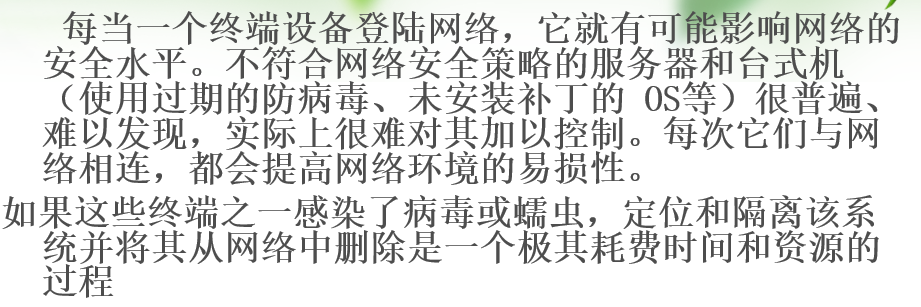 每当一个终端设备登陆网络，它就有可能影响网络的
安全水平。不符合网络安全策略的服务器和台式机
（使用过期的防病毒、未安装补丁的 OS等）很普遍、
难以发现，实际上很难对其加以控制。每次它们与网
络相连，都会提高网络环境的易损性。
如果这些终端之一感染了病毒或蠕虫，定位和隔离该系
统并将其从网络中删除是一个极其耗费时间和资源的
过程